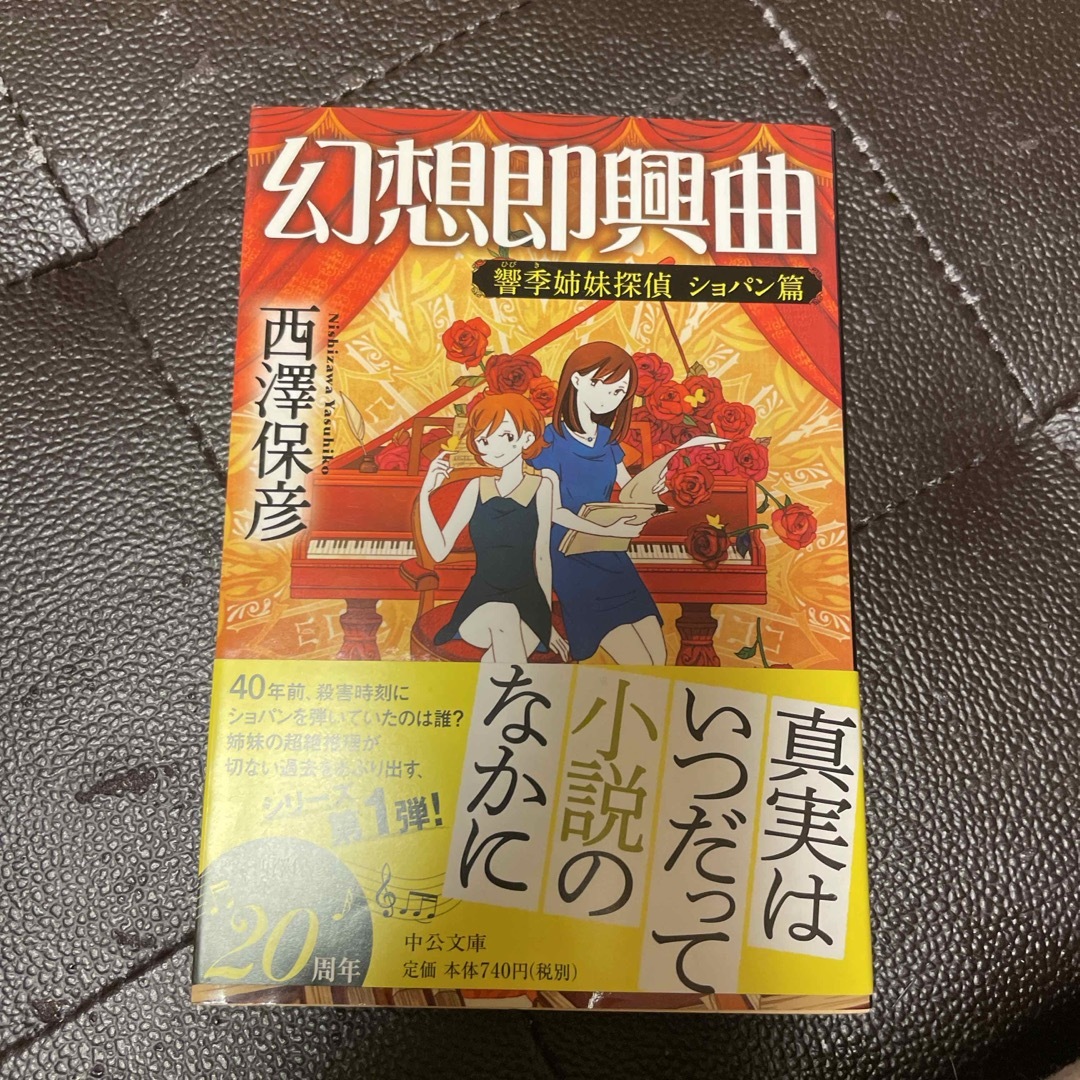 幻想即興曲
ひびき
響季姉妹探偵 ショパン篇
西澤保彦
Nishizawa Yasuhiko
真実は
いつだって
小説の
なかに
40年前、殺害時刻に
ショパンを弾いていたのは誰?
姉妹の超絶推理が
切ない過去をあぶり出す、
シリーズ
第1弾!
20周年
中公文庫
定価 本体740円(税別)